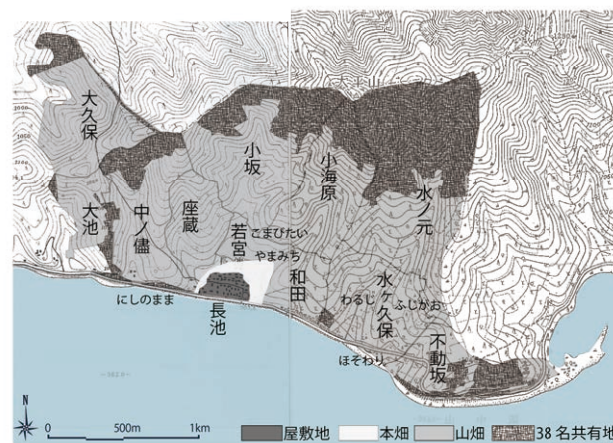 大久保
大池
中ノ儘
座蔵
小坂
小海原
水ノ元
若宮
こまびたい
やまみち
和田
わるじ
水ヶ久保
ふじがお
にしのまま
長池
ほそわり
不動坂
N
0 500m 1km
屋敷地 本畑 山畑 38名共有地